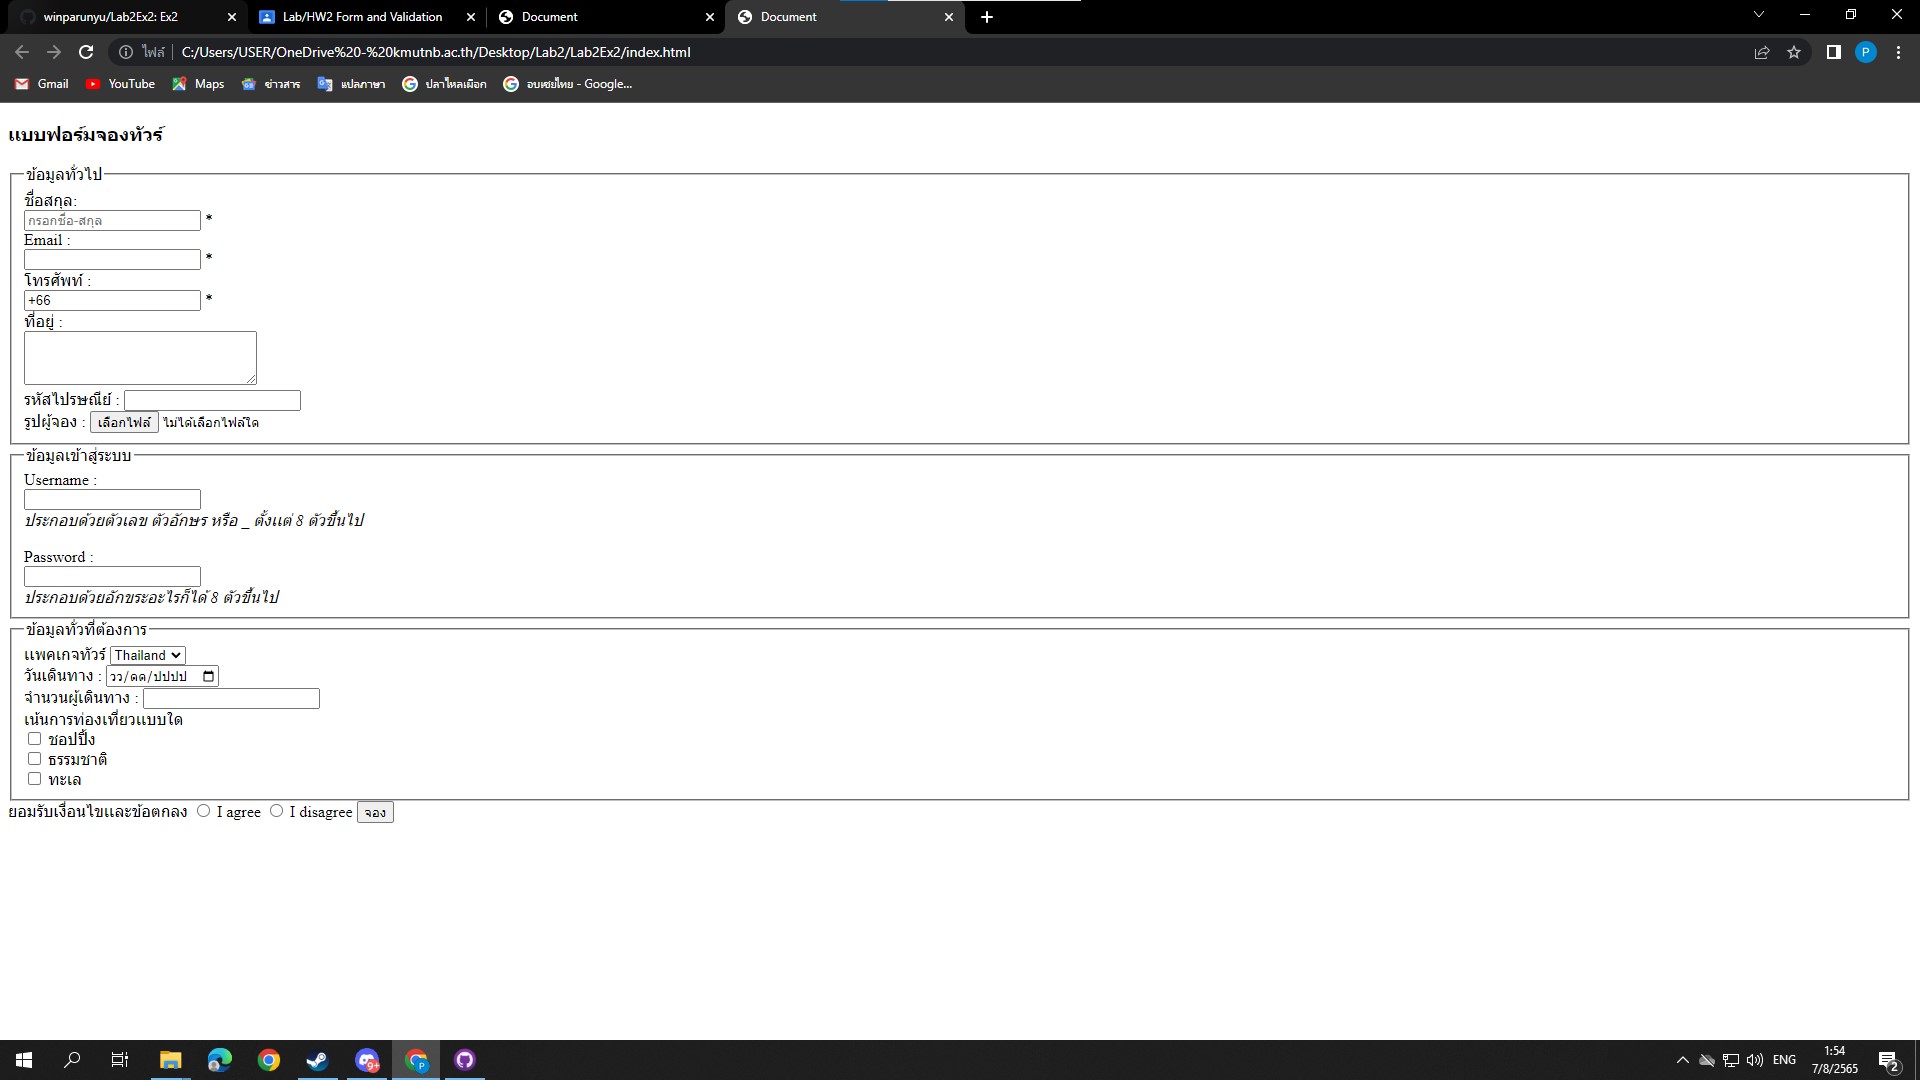 winparunyu/Lab2Ex2: Ex2
Lab/HW2 Form and Validation
Document
Document
ไฟล์ C:/Users/USER/OneDrive%20-%20kmutnb.ac.th/Desktop/Lab2/Lab2Ex2/index.html
P
Gmail YouTube Maps ข่าวสาร แปลภาษา ปลาไหลเผือก อบเชยไทย - Google...
แบบฟอร์มจองทัวร์
ข้อมูลทั่วไป
ชื่อสกุล:
กรอกชื่อ-สกุล *
Email :
*
โทรศัพท์ :
+66 *
ที่อยู่ :
รหัสไปรษณีย์ :
รูปผู้จอง : เลือกไฟล์ ไม่ได้เลือกไฟล์ใด
ข้อมูลเข้าสู่ระบบ
Username :
ประกอบด้วยตัวเลข ตัวอักษร หรือ _ ตั้งแต่ 8 ตัวขึ้นไป
Password :
ประกอบด้วยอักขระอะไรก็ได้ 8 ตัวขึ้นไป
ข้อมูลทั่วที่ต้องการ
แพคเกจทัวร์ Thailand
วันเดินทาง : วว/ดด/ปปปป
จำนวนผู้เดินทาง :
เน้นการท่องเที่ยวแบบใด
ชอปปิ้ง
ธรรมชาติ
ทะเล
ยอมรับเงื่อนไขและข้อตกลง I agree I disagree จอง
9+
P
ENG
1:54
7/8/2565
2